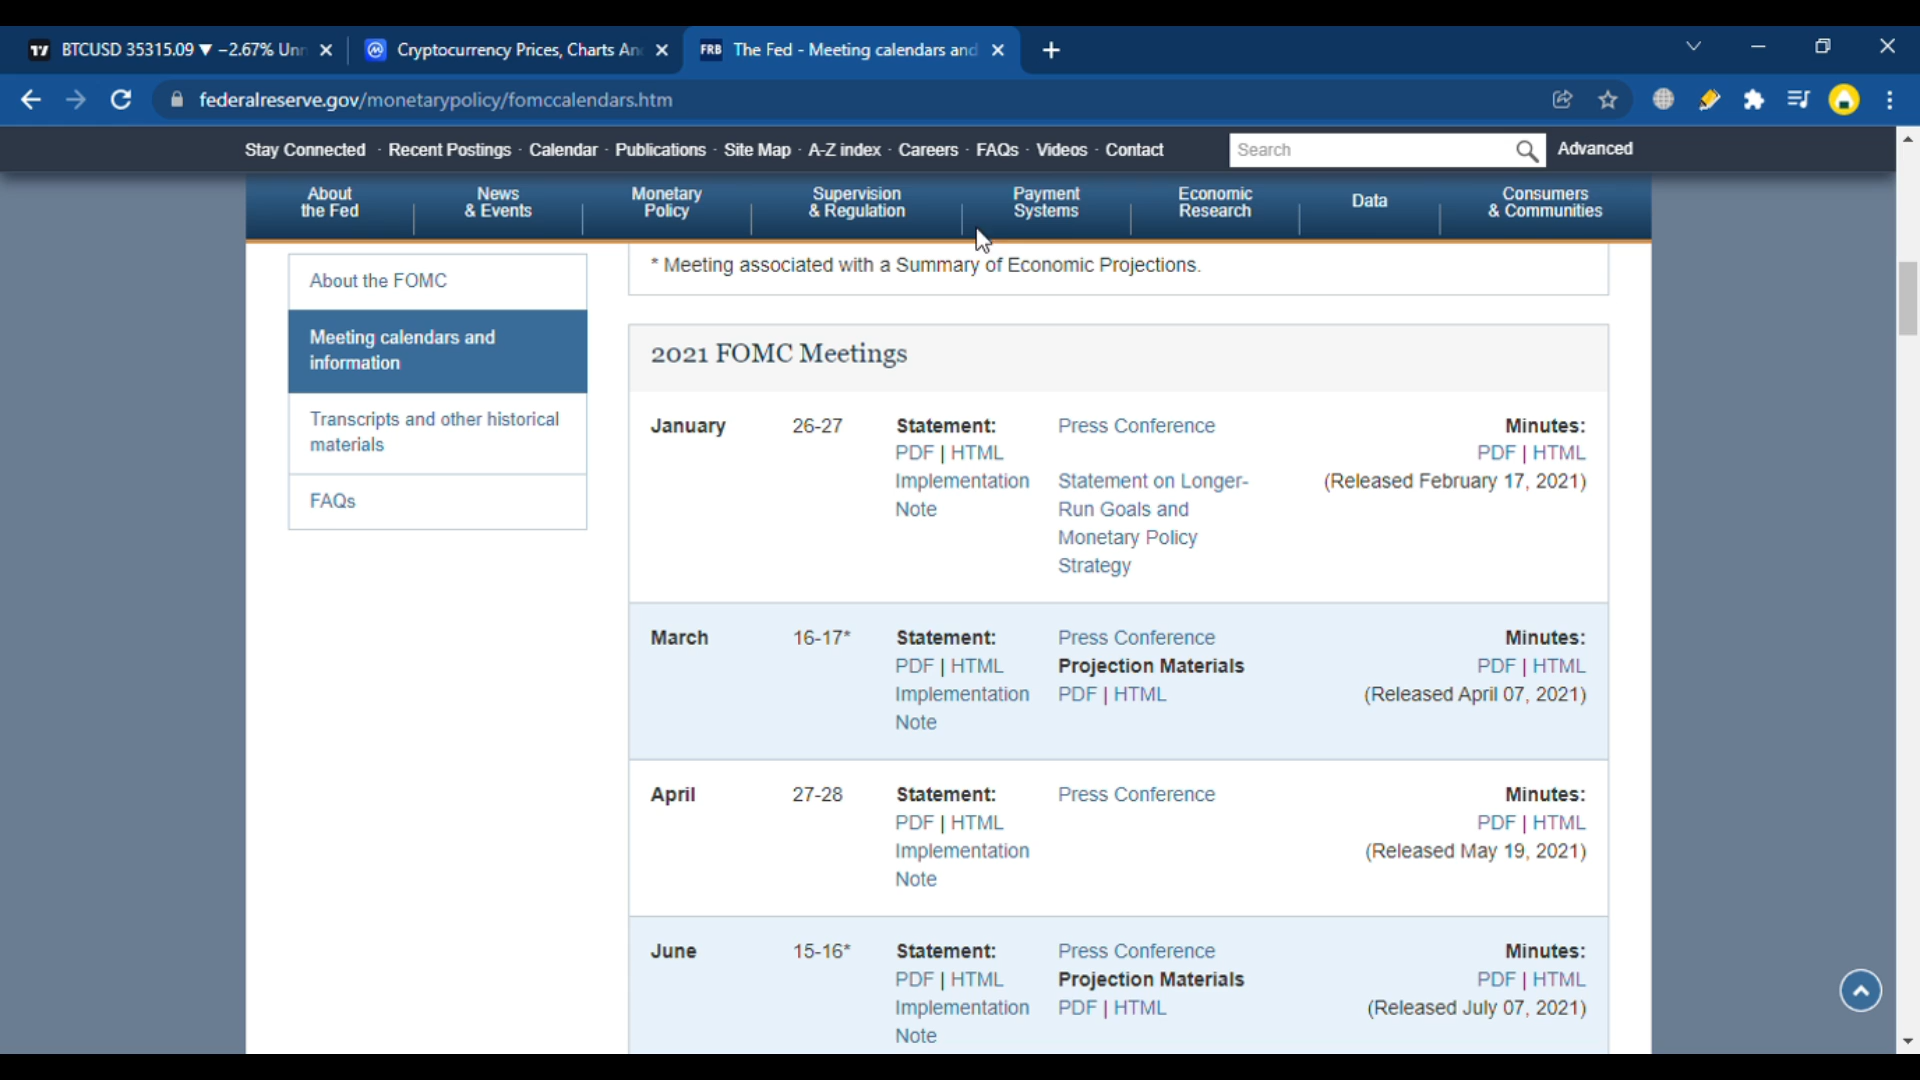 BTCUSD 35315.09 ▼ −2.67% Unn
Cryptocurrency Prices, Charts An
FRB The Fed - Meeting calendars and
federalreserve.gov/monetarypolicy/fomccalendars.htm
Stay Connected · Recent Postings · Calendar · Publications · Site Map · A-Z index · Careers · FAQs · Videos · Contact
Search
Advanced
About the Fed
News & Events
Monetary Policy
Supervision & Regulation
Payment Systems
Economic Research
Data
Consumers & Communities
About the FOMC
Meeting calendars and
information
Transcripts and other historical
materials
FAQs
* Meeting associated with a Summary of Economic Projections.
2021 FOMC Meetings
January 26-27 Statement: Press Conference Minutes:
PDF | HTML PDF | HTML
Implementation Statement on Longer- (Released February 17, 2021)
Note Run Goals and
Monetary Policy
Strategy
March 16-17* Statement: Press Conference Minutes:
PDF | HTML Projection Materials PDF | HTML
Implementation PDF | HTML (Released April 07, 2021)
Note
April 27-28 Statement: Press Conference Minutes:
PDF | HTML PDF | HTML
Implementation (Released May 19, 2021)
Note
June 15-16* Statement: Press Conference Minutes:
PDF | HTML Projection Materials PDF | HTML
Implementation PDF | HTML (Released July 07, 2021)
Note